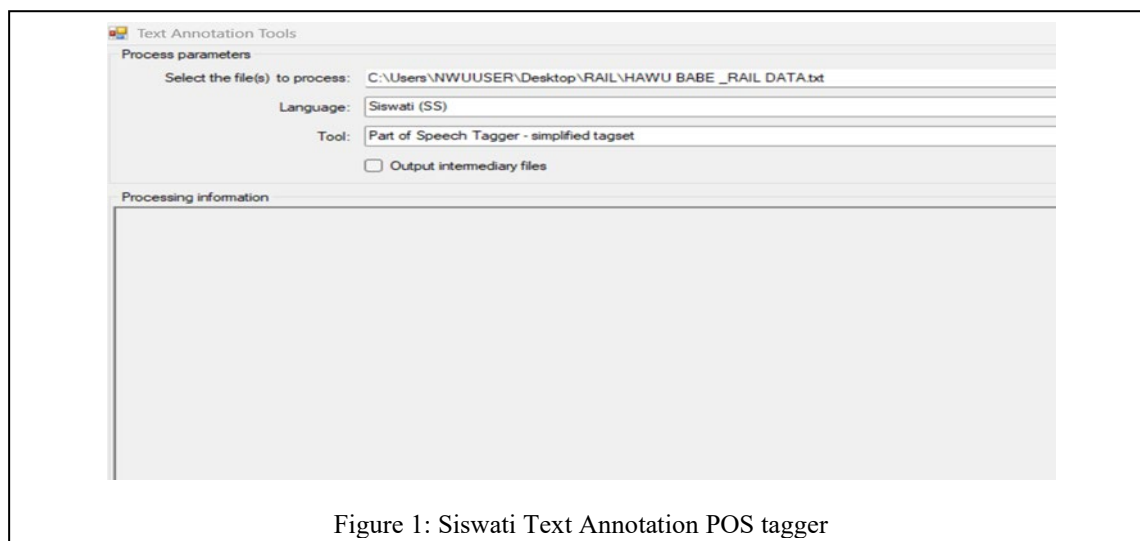 Text Annotation Tools
Process parameters
Select the file(s) to process: C:\Users\NWUUSER\Desktop\RAIL\HAWU BABE _RAIL DATA.txt
Language: Siswati (SS)
Tool: Part of Speech Tagger - simplified tagset
Output intermediary files
Processing information
Figure 1: Siswati Text Annotation POS tagger